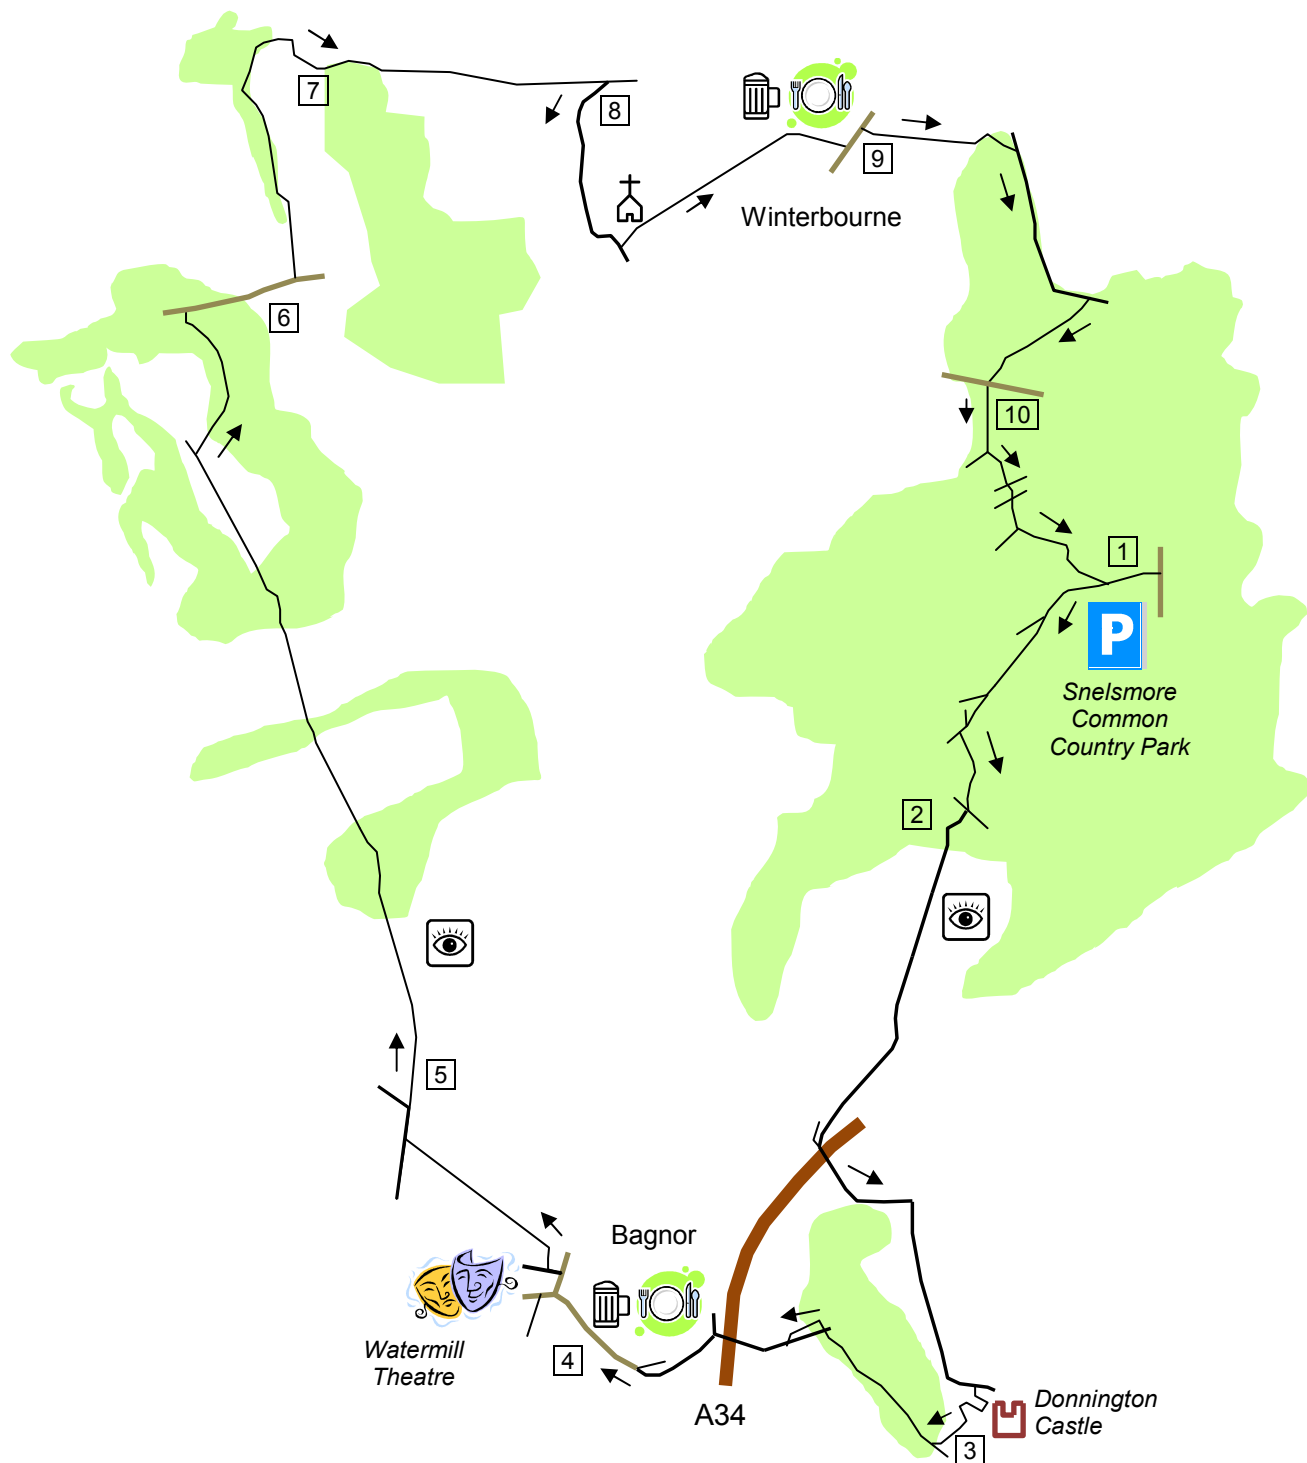 7
8
9
Winterbourne
6
10
1
P
Snelsmore
Common
Country Park
2
5
Bagnor
Watermill
Theatre
4
A34
Donnington
Castle
3